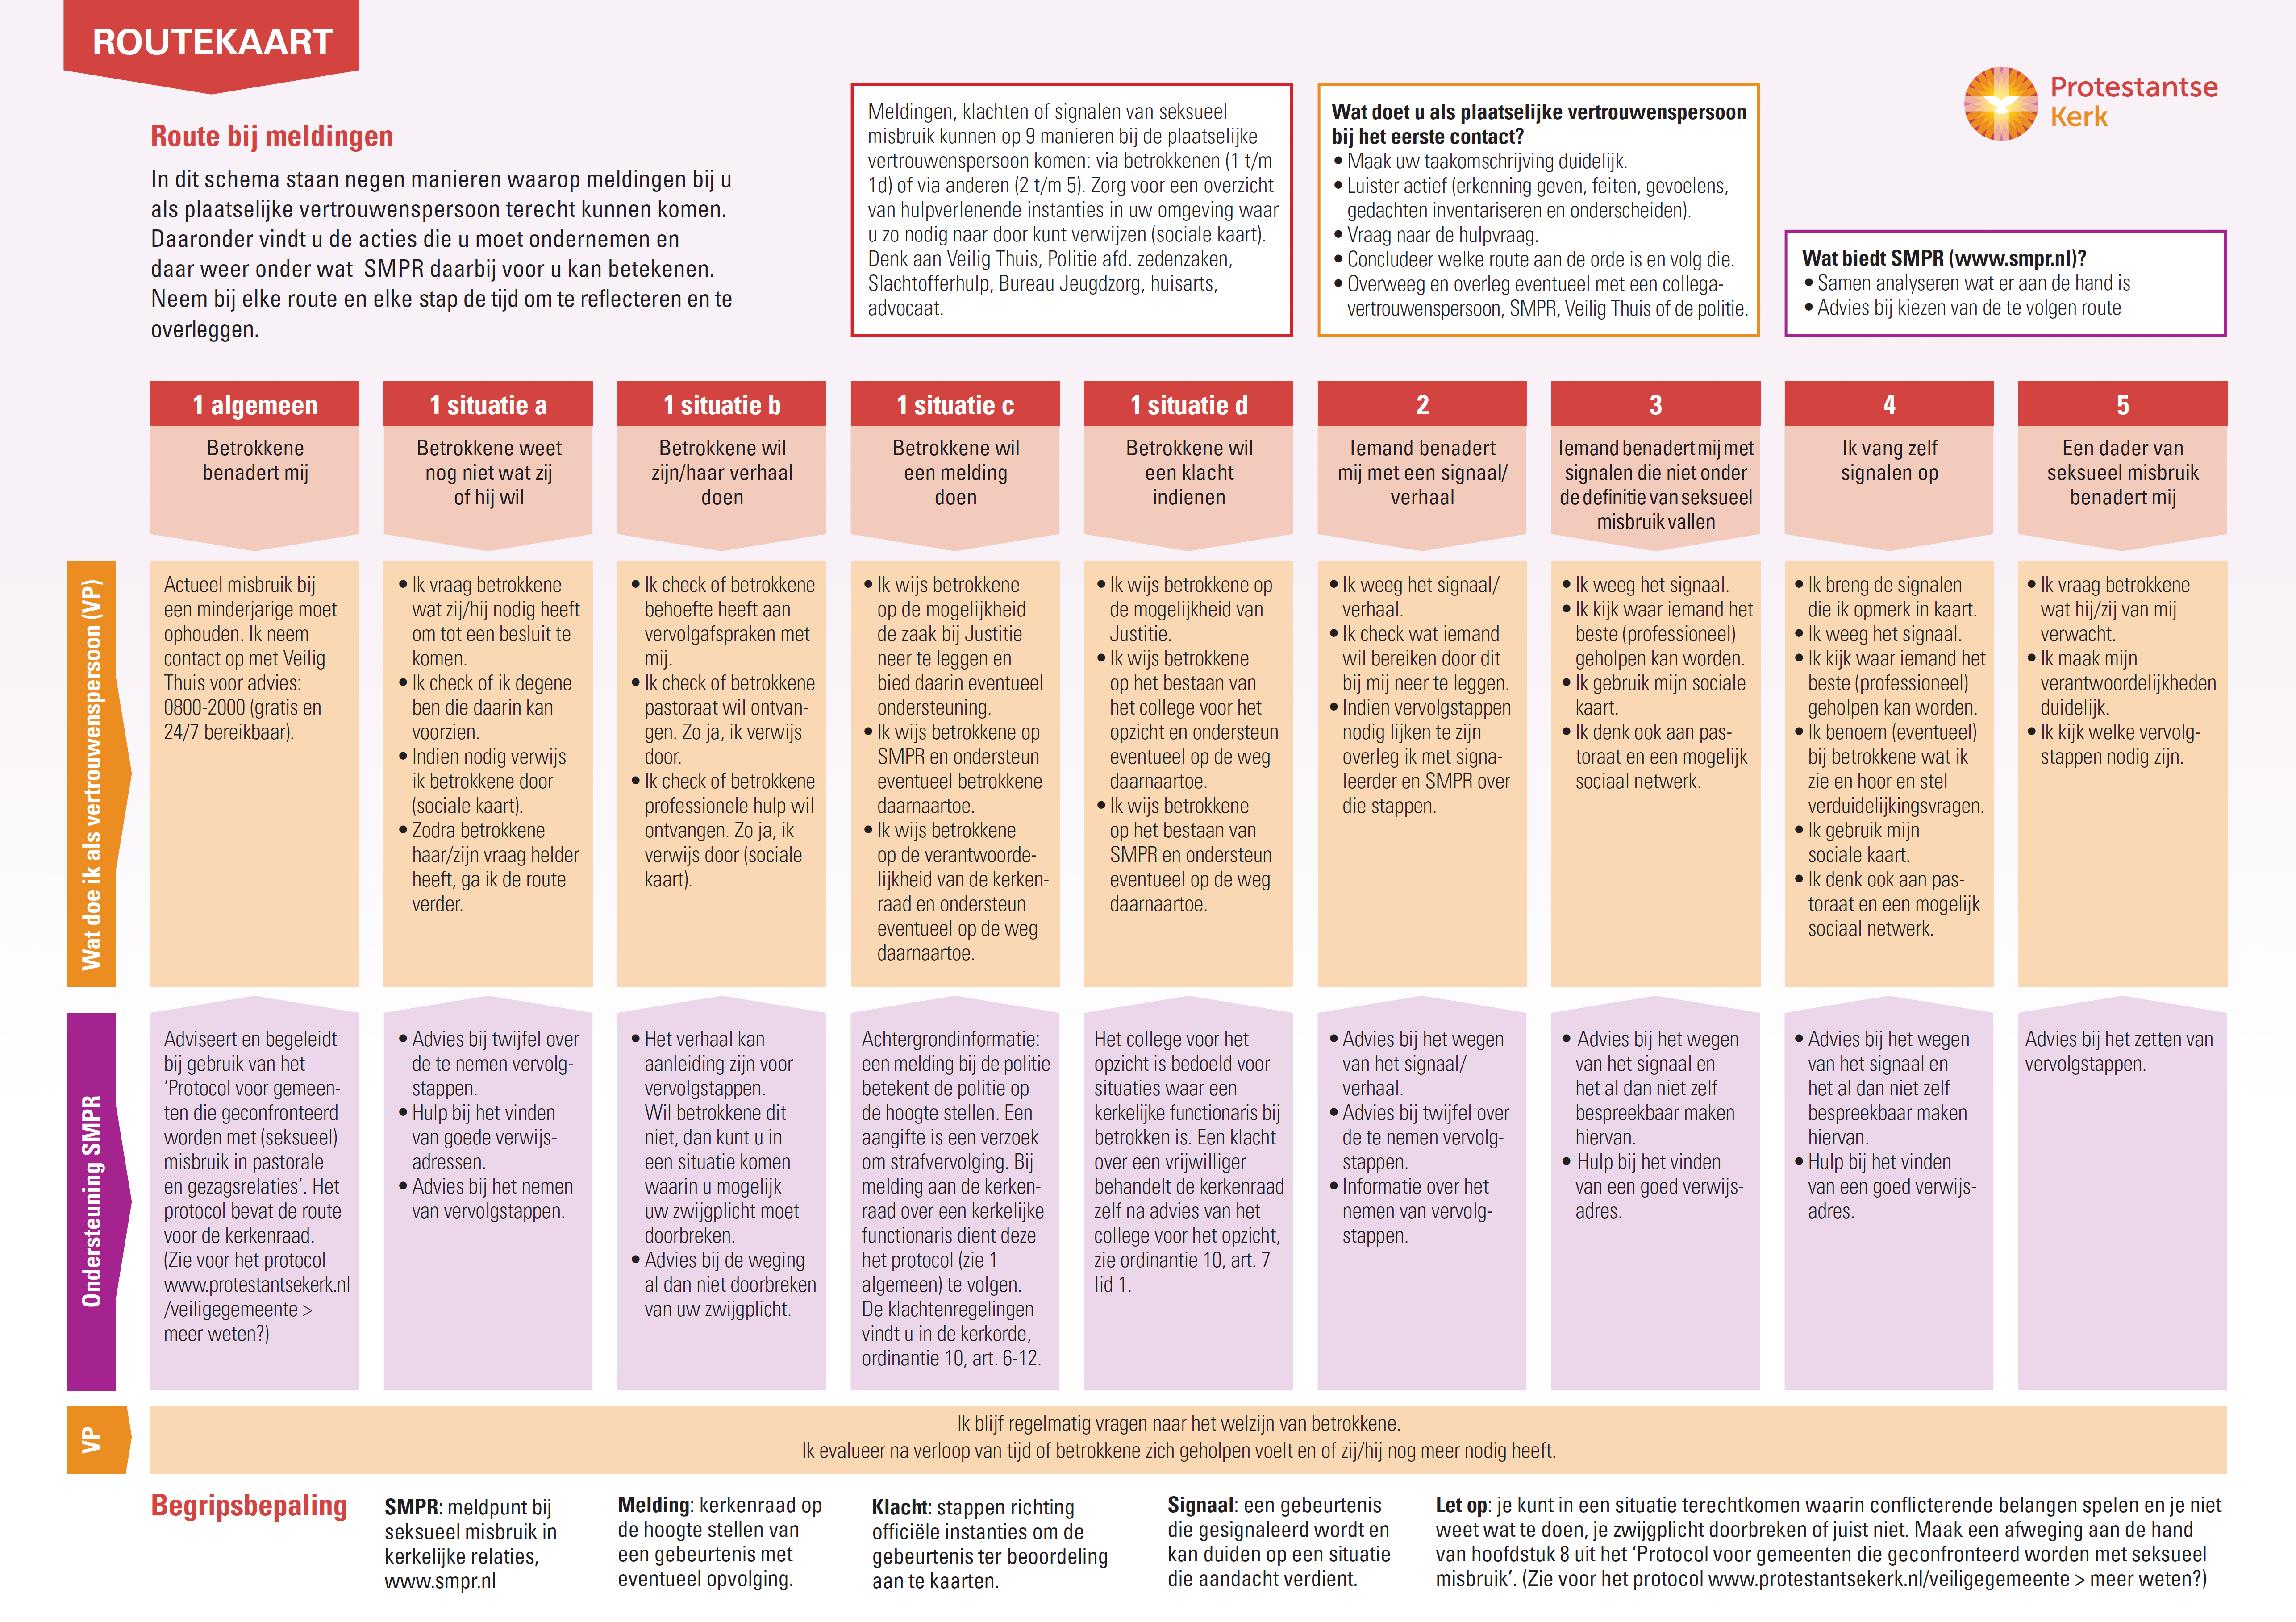 ROUTEKAART
Route bij meldingen
In dit schema staan negen manieren waarop meldingen bij u
als plaatselijke vertrouwenspersoon terecht kunnen komen.
Daaronder vindt u de acties die u moet ondernemen en
daar weer onder wat SMPR daarbij voor u kan betekenen.
Neem bij elke route en elke stap de tijd om te reflecteren en te
overleggen.
Meldingen, klachten of signalen van seksueel
misbruik kunnen op 9 manieren bij de plaatselijke
vertrouwenspersoon komen: via betrokkenen (1 t/m
1d) of via anderen (2 t/m 5). Zorg voor een overzicht
van hulpverlenende instanties in uw omgeving waar
u zo nodig naar door kunt verwijzen (sociale kaart).
Denk aan Veilig Thuis, Politie afd. zedenzaken,
Slachtofferhulp, Bureau Jeugdzorg, huisarts,
advocaat.
Wat doet u als plaatselijke vertrouwenspersoon
bij het eerste contact?
• Maak uw taakomschrijving duidelijk.
• Luister actief (erkenning geven, feiten, gevoelens,
gedachten inventariseren en onderscheiden).
• Vraag naar de hulpvraag.
• Concludeer welke route aan de orde is en volg die.
• Overweeg en overleg eventueel met een collega-
vertrouwenspersoon, SMPR, Veilig Thuis of de politie.
Protestantse
Kerk
Wat biedt SMPR (www.smpr.nl)?
• Samen analyseren wat er aan de hand is
• Advies bij kiezen van de te volgen route
1 algemeen
Betrokkene
benadert mij
1 situatie a
Betrokkene weet
nog niet wat zij
of hij wil
1 situatie b
Betrokkene wil
zijn/haar verhaal
doen
1 situatie c
Betrokkene wil
een melding
doen
1 situatie d
Betrokkene wil
een klacht
indienen
2
Iemand benadert
mij met een signaal/
verhaal
3
Iemand benadert mij met
signalen die niet onder
de definitie van seksueel
misbruik vallen
4
Ik vang zelf
signalen op
5
Een dader van
seksueel misbruik
benadert mij
Wat doe ik als vertrouwenspersoon (VP)
Actueel misbruik bij
een minderjarige moet
ophouden. Ik neem
contact op met Veilig
Thuis voor advies:
0800-2000 (gratis en
24/7 bereikbaar).
• Ik vraag betrokkene
wat zij/hij nodig heeft
om tot een besluit te
komen.
• Ik check of ik degene
ben die daarin kan
voorzien.
• Indien nodig verwijs
ik betrokkene door
(sociale kaart).
• Zodra betrokkene
haar/zijn vraag helder
heeft, ga ik de route
verder.
• Ik check of betrokkene
behoefte heeft aan
vervolgafspraken met
mij.
• Ik check of betrokkene
pastoraat wil ontvan-
gen. Zo ja, ik verwijs
door.
• Ik check of betrokkene
professionele hulp wil
ontvangen. Zo ja, ik
verwijs door (sociale
kaart).
• Ik wijs betrokkene
op de mogelijkheid
de zaak bij Justitie
neer te leggen en
bied daarin eventueel
ondersteuning.
• Ik wijs betrokkene op
SMPR en ondersteun
eventueel betrokkene
daarnaartoe.
• Ik wijs betrokkene
op de verantwoorde-
lijkheid van de kerken-
raad en ondersteun
eventueel op de weg
daarnaartoe.
• Ik wijs betrokkene op
de mogelijkheid van
Justitie.
• Ik wijs betrokkene
op het bestaan van
het college voor het
opzicht en ondersteun
eventueel op de weg
daarnaartoe.
• Ik wijs betrokkene
op het bestaan van
SMPR en ondersteun
eventueel op de weg
daarnaartoe.
• Ik weeg het signaal/
verhaal.
• Ik check wat iemand
wil bereiken door dit
bij mij neer te leggen.
• Indien vervolgstappen
nodig lijken te zijn
overleg ik met signa-
leerder en SMPR over
die stappen.
• Ik weeg het signaal.
• Ik kijk waar iemand het
beste (professioneel)
geholpen kan worden.
• Ik gebruik mijn sociale
kaart.
• Ik denk ook aan pas-
toraat en een mogelijk
sociaal netwerk.
• Ik breng de signalen
die ik opmerk in kaart.
• Ik weeg het signaal.
• Ik kijk waar iemand het
beste (professioneel)
geholpen kan worden.
• Ik benoem (eventueel)
bij betrokkene wat ik
zie en hoor en stel
verduidelijkingsvragen.
• Ik gebruik mijn
sociale kaart.
• Ik denk ook aan pas-
toraat en een mogelijk
sociaal netwerk.
• Ik vraag betrokkene
wat hij/zij van mij
verwacht.
• Ik maak mijn
verantwoordelijkheden
duidelijk.
• Ik kijk welke vervolg-
stappen nodig zijn.
Ondersteuning SMPR
Adviseert en begeleidt
bij gebruik van het
‘Protocol voor gemeen-
ten die geconfronteerd
worden met (seksueel)
misbruik in pastorale
en gezagsrelaties’. Het
protocol bevat de route
voor de kerkenraad.
(Zie voor het protocol
www.protestantsekerk.nl
/veiligegemeente >
meer weten?)
• Advies bij twijfel over
de te nemen vervolg-
stappen.
• Hulp bij het vinden
van goede verwijs-
adressen.
• Advies bij het nemen
van vervolgstappen.
• Het verhaal kan
aanleiding zijn voor
vervolgstappen.
Wil betrokkene dit
niet, dan kunt u in
een situatie komen
waarin u mogelijk
uw zwijgplicht moet
doorbreken.
• Advies bij de weging
al dan niet doorbreken
van uw zwijgplicht.
Achtergrondinformatie:
een melding bij de politie
betekent de politie op
de hoogte stellen. Een
aangifte is een verzoek
om strafvervolging. Bij
melding aan de kerken-
raad over een kerkelijke
functionaris dient deze
het protocol (zie 1
algemeen) te volgen.
De klachtenregelingen
vindt u in de kerkorde,
ordinantie 10, art. 6-12.
Het college voor het
opzicht is bedoeld voor
situaties waar een
kerkelijke functionaris bij
betrokken is. Een klacht
over een vrijwilliger
behandelt de kerkenraad
zelf na advies van het
college voor het opzicht,
zie ordinantie 10, art. 7
lid 1.
• Advies bij het wegen
van het signaal/
verhaal.
• Advies bij twijfel over
de te nemen vervolg-
stappen.
• Informatie over het
nemen van vervolg-
stappen.
• Advies bij het wegen
van het signaal en
het al dan niet zelf
bespreekbaar maken
hiervan.
• Hulp bij het vinden
van een goed verwijs-
adres.
• Advies bij het wegen
van het signaal en
het al dan niet zelf
bespreekbaar maken
hiervan.
• Hulp bij het vinden
van een goed verwijs-
adres.
Advies bij het zetten van
vervolgstappen.
VP
Ik blijf regelmatig vragen naar het welzijn van betrokkene.
Ik evalueer na verloop van tijd of betrokkene zich geholpen voelt en of zij/hij nog meer nodig heeft.
Begripsbepaling
SMPR: meldpunt bij
seksueel misbruik in
kerkelijke relaties,
www.smpr.nl
Melding: kerkenraad op
de hoogte stellen van
een gebeurtenis met
eventueel opvolging.
Klacht: stappen richting
officiële instanties om de
gebeurtenis ter beoordeling
aan te kaarten.
Signaal: een gebeurtenis
die gesignaleerd wordt en
kan duiden op een situatie
die aandacht verdient.
Let op: je kunt in een situatie terechtkomen waarin conflicterende belangen spelen en je niet
weet wat te doen, je zwijgplicht doorbreken of juist niet. Maak een afweging aan de hand
van hoofdstuk 8 uit het ‘Protocol voor gemeenten die geconfronteerd worden met seksueel
misbruik’. (Zie voor het protocol www.protestantsekerk.nl/veiligegemeente > meer weten?)